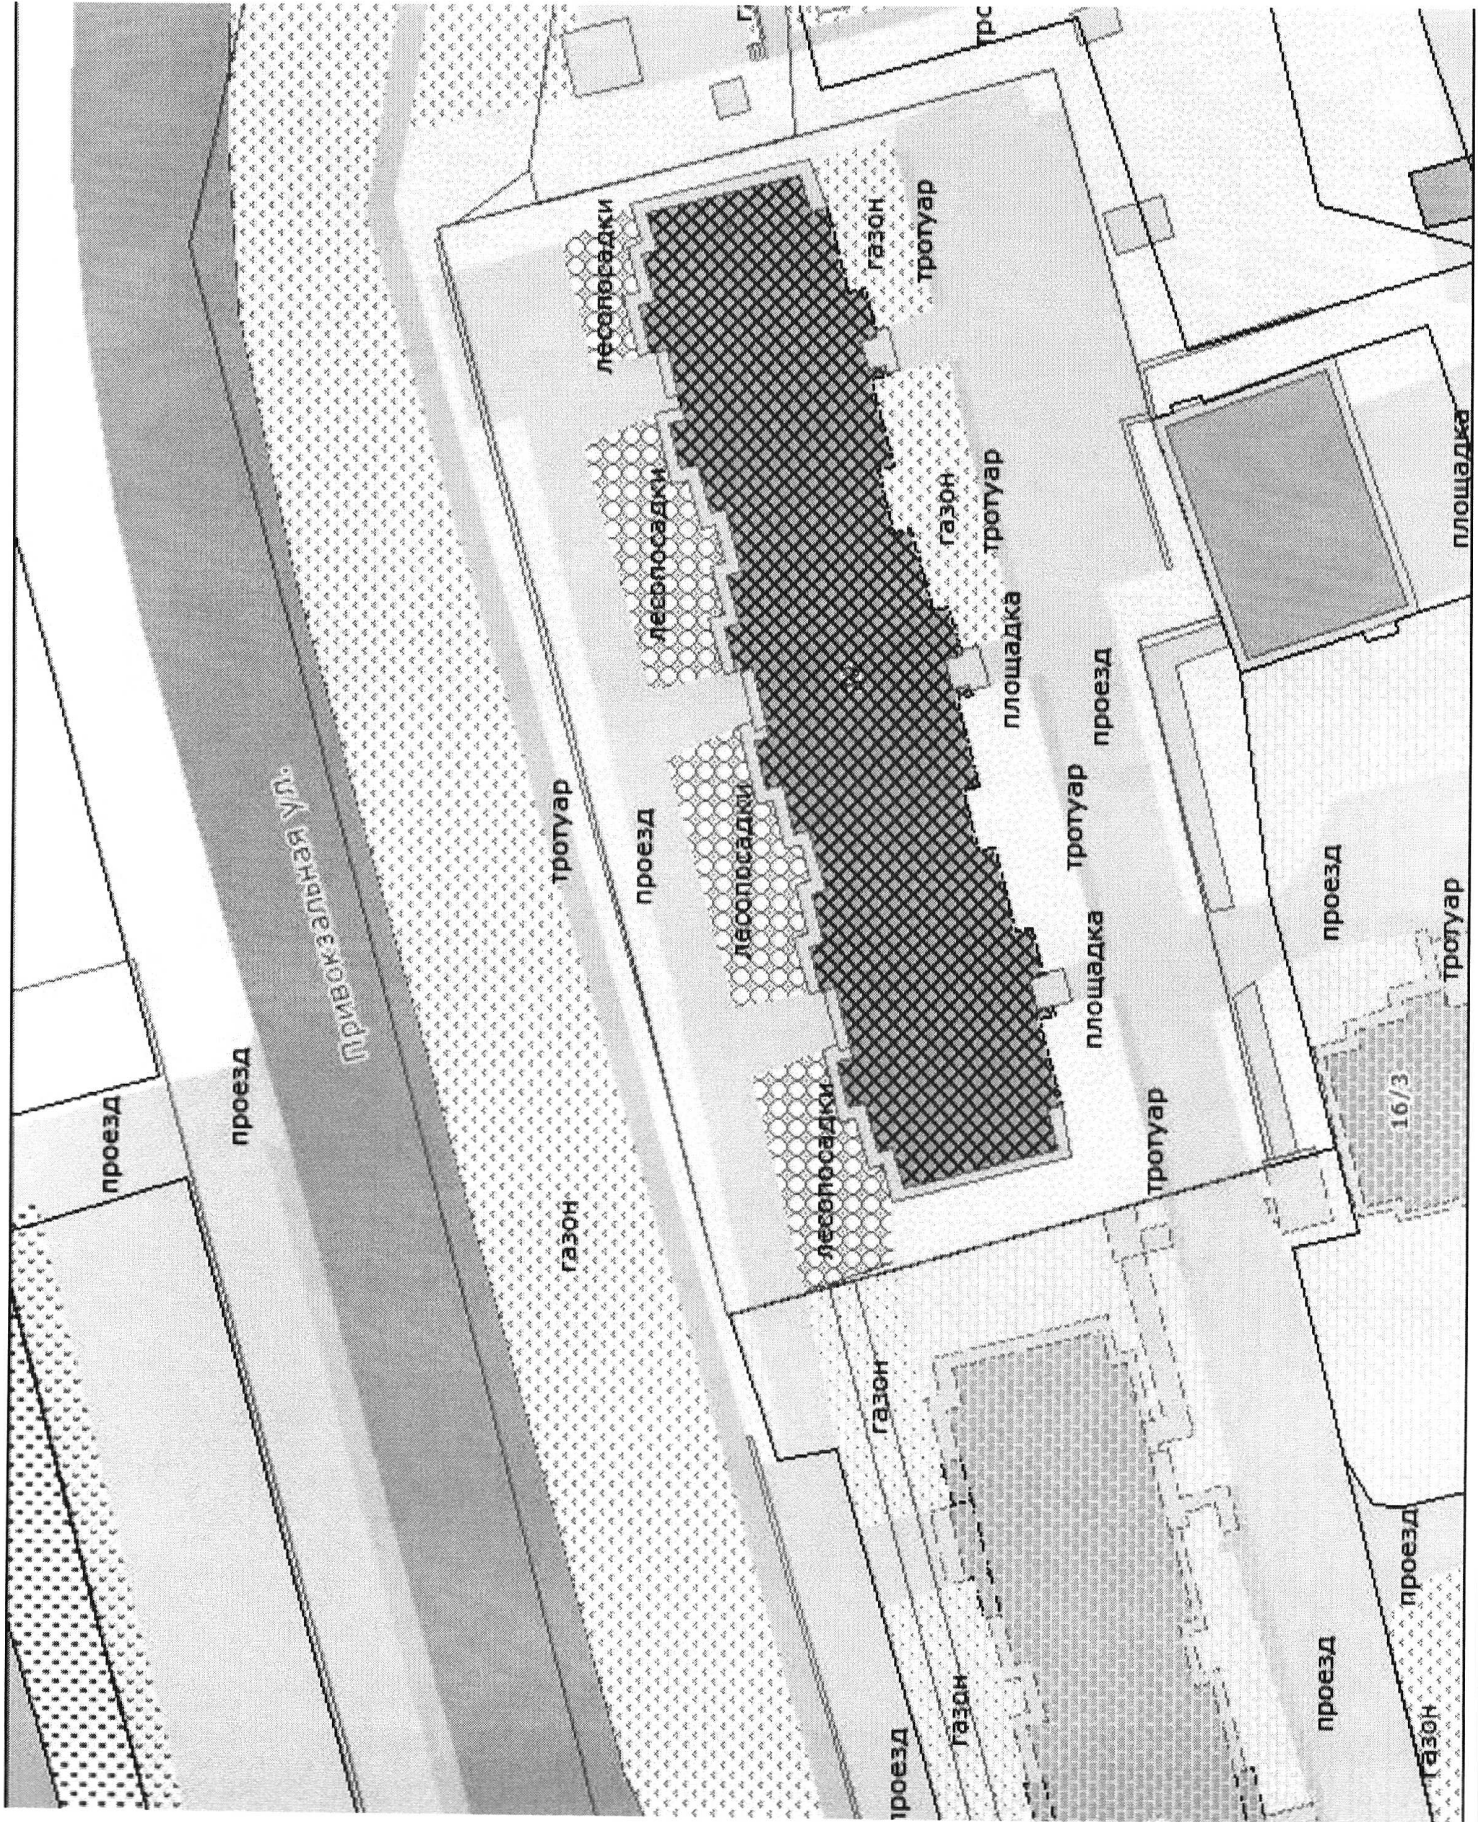 проезд
проезд
Привокзальная ул.
газон
тротуар
лесопосадки
проезд
лесопосадки
лесопосадки
лесопосадки
газон
газон
проезд
тротуар
газон
газон
тротуар
площадка
тротуар
площадка
проезд
тротуар
проезд
проезд
16/3
проезд
газон
тротуар
площадка